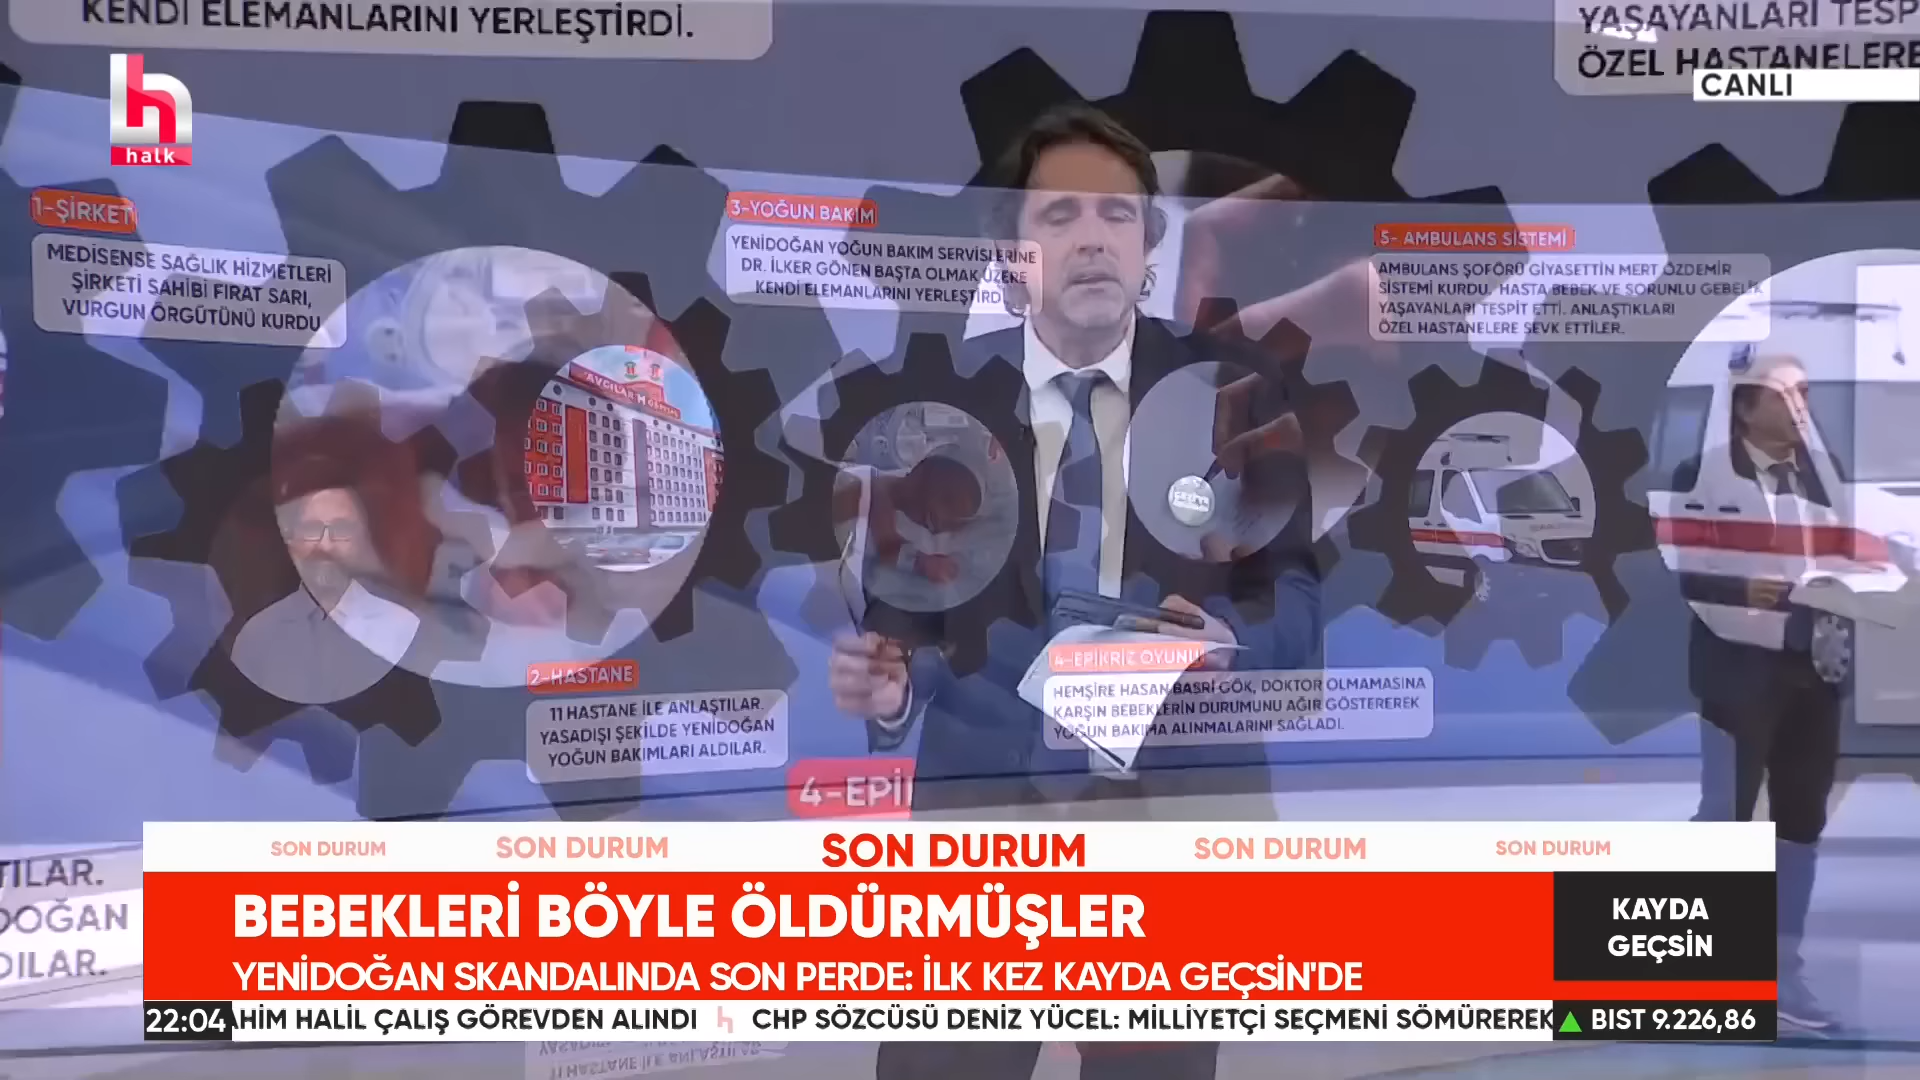 KENDİ ELEMANLARINI YERLEŞTİRDİ.
YAŞAYANLARI TESP
ÖZEL HASTANELERE
CANLI
h
halk
1-ŞİRKET
MEDİSENSE SAĞLIK HİZMETLERİ
ŞİRKETİ SAHİBİ FIRAT SARI,
VURGUN ÖRGÜTÜNÜ KURDU
3-YOĞUN BAKIM
YENİDOĞAN YOĞUN BAKIM SERVİSLERİNE
DR. İLKER GÖNEN BAŞTA OLMAK ÜZERE
KENDİ ELEMANLARINI YERLEŞTİRD
5- AMBULANS SİSTEMİ
AMBULANS ŞOFÖRÜ GİYASETTİN MERT ÖZDEMİR
SİSTEMİ KURDU. HASTA BEBEK VE SORUNLU GEBELİK
YAŞAYANLARI TESPİT ETTİ. ANLAŞTIKLARI
ÖZEL HASTANELERE SEVK ETTİLER.
AVCILAR HOSPITAL
2-HASTANE
11 HASTANE İLE ANLAŞTILAR.
YASADIŞI ŞEKİLDE YENİDOĞAN
YOĞUN BAKIMLARI ALDILAR.
4-EPİKRİZ OYUNU
HEMŞİRE HASAN BASRİ GÖK, DOKTOR OLMAMASINA
KARŞIN BEBEKLERİN DURUMUNU AĞIR GÖSTEREREK
YOĞUN BAKIMA ALINMALARINI SAĞLADI.
4-EPİ
TILAR.
DOĞAN
DILAR.
SON DURUM SON DURUM SON DURUM SON DURUM SON DURUM
BEBEKLERİ BÖYLE ÖLDÜRMÜŞLER
YENİDOĞAN SKANDALINDA SON PERDE: İLK KEZ KAYDA GEÇSİN'DE
KAYDA
GEÇSİN
22:04 AHİM HALİL ÇALIŞ GÖREVDEN ALINDI h CHP SÖZCÜSÜ DENİZ YÜCEL: MİLLİYETÇİ SEÇMENİ SÖMÜREREK ▲ BIST 9.226,86
YASADIŞI
11 HASTANE İLE ANLAŞTILAR